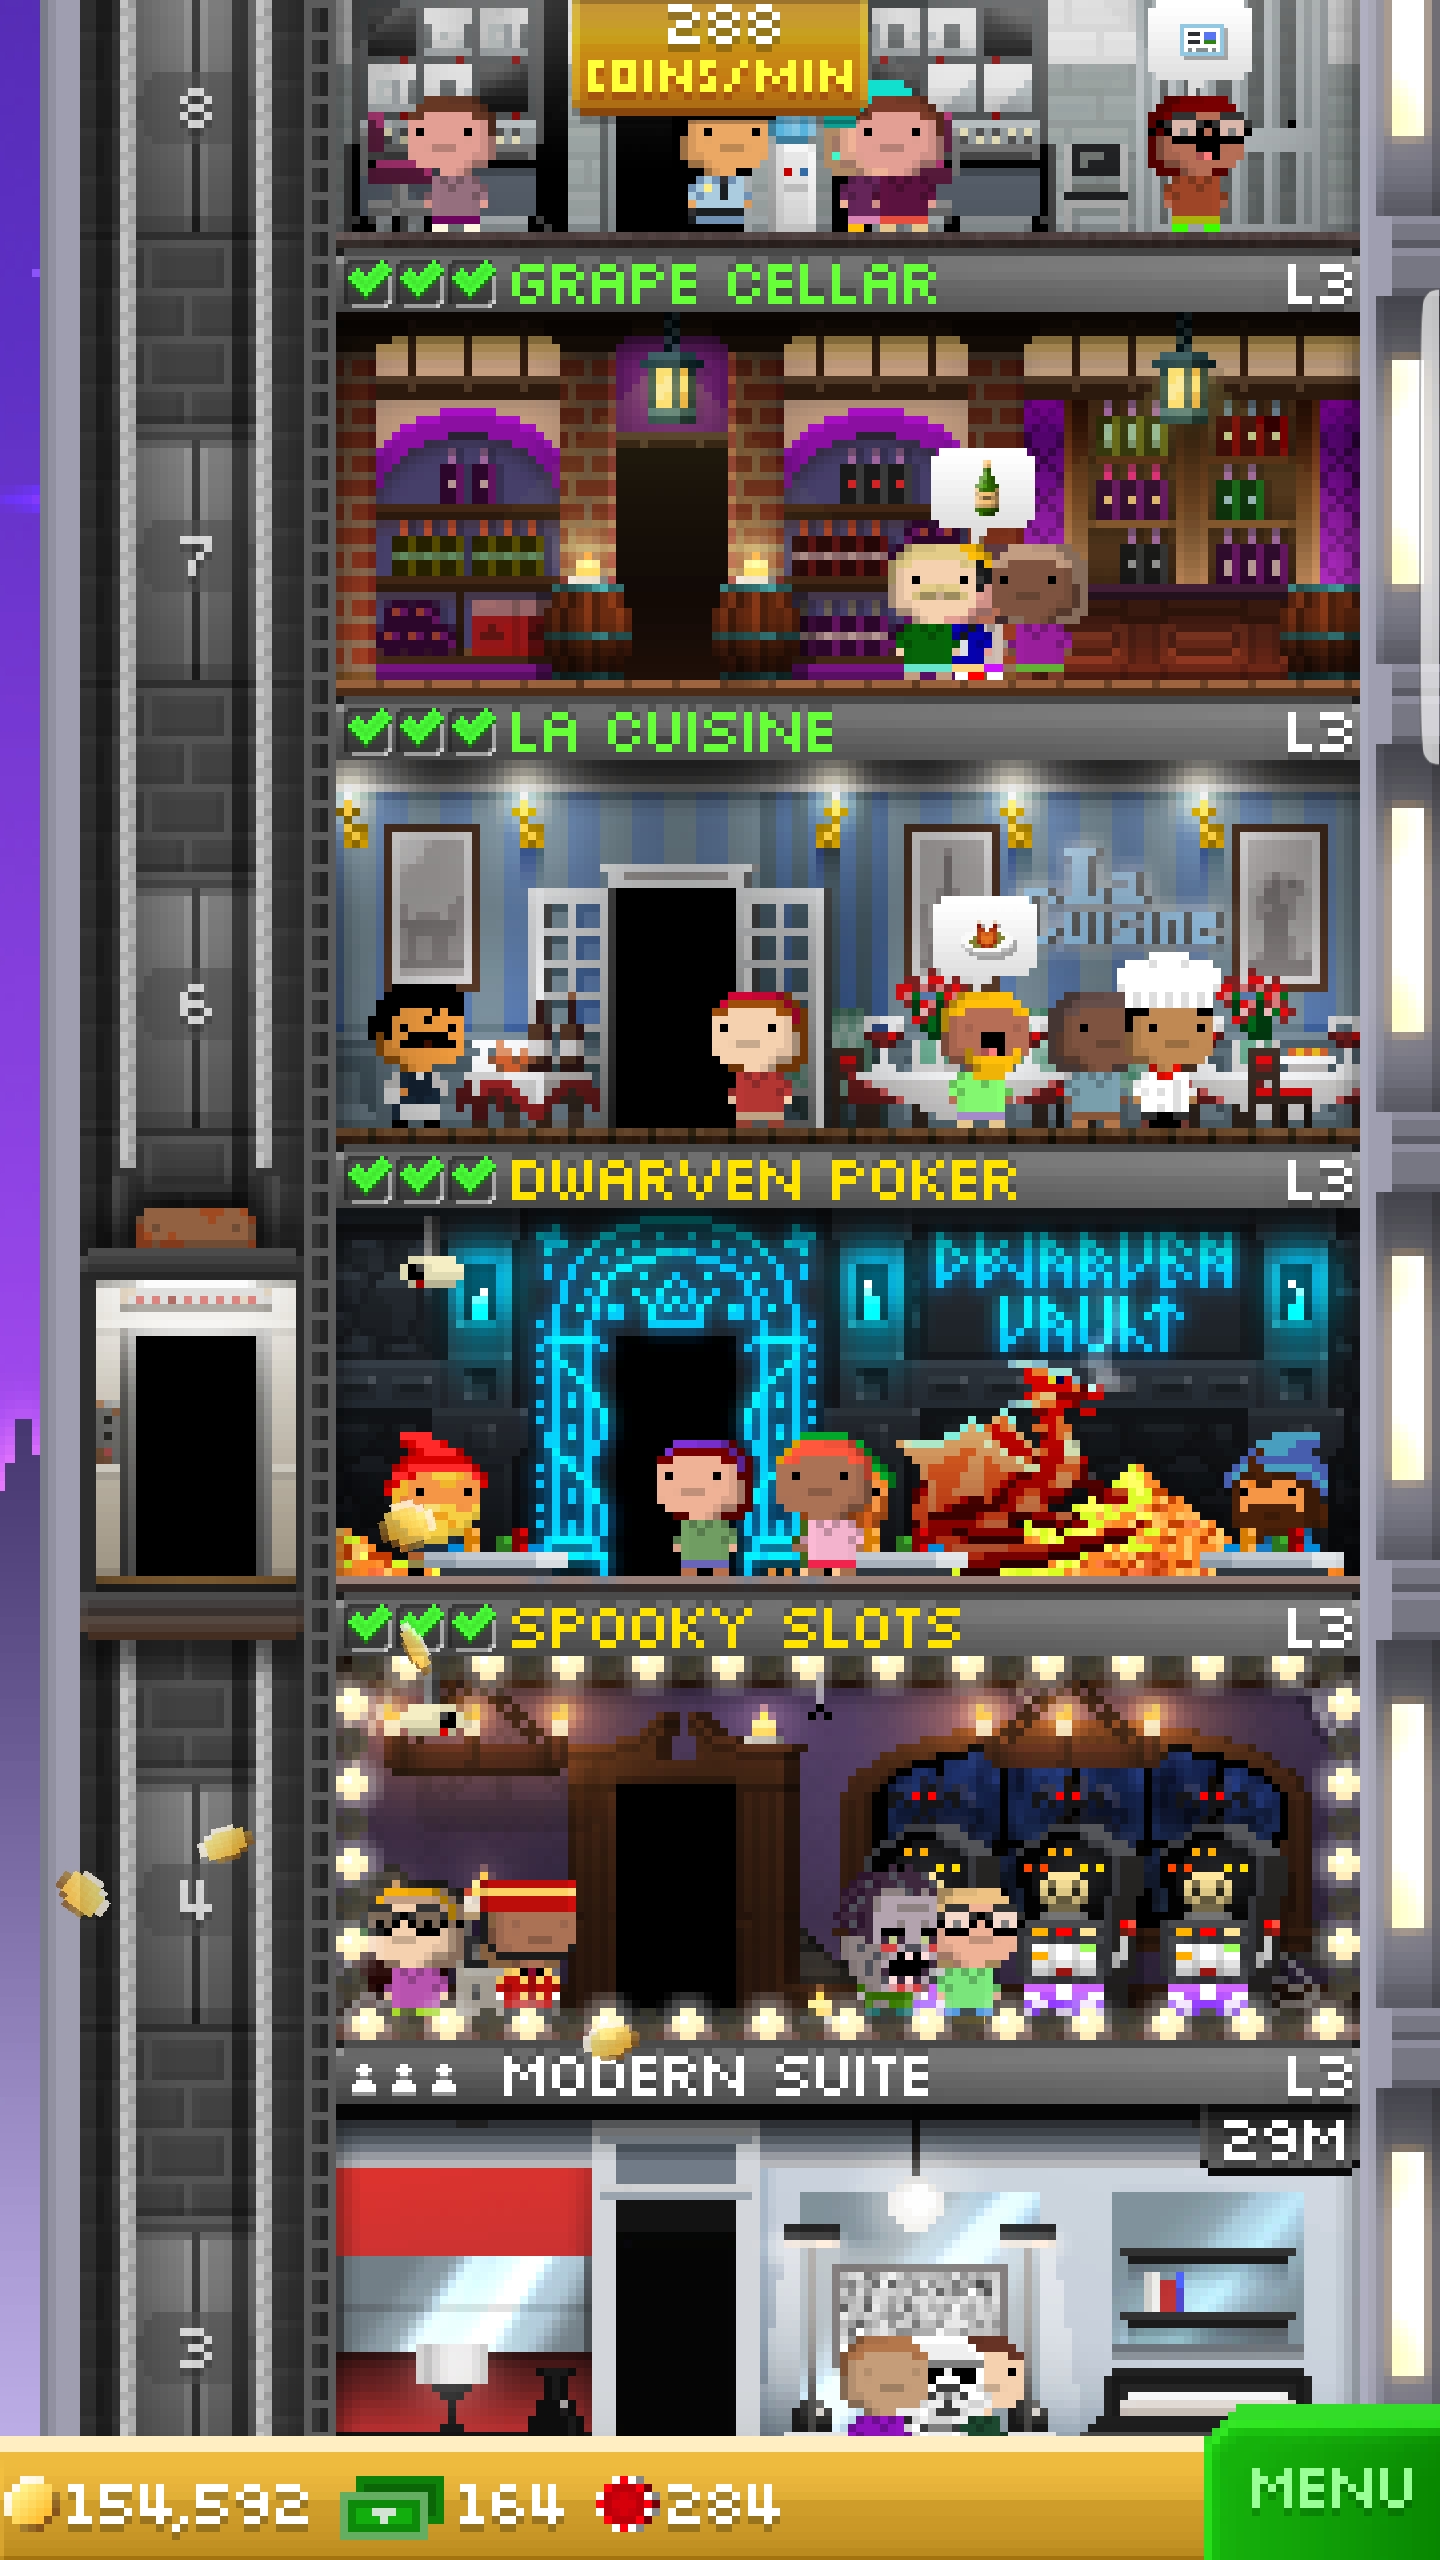 288
COINS/MIN
8
GRAPE CELLAR L3
7
LA CUISINE L3
La
Cuisine
6
DWARVEN POKER L3
DWARVEN
VAULT
SPOOKY SLOTS L3
4
MODERN SUITE L3
29M
3
154,592 164 284
MENU